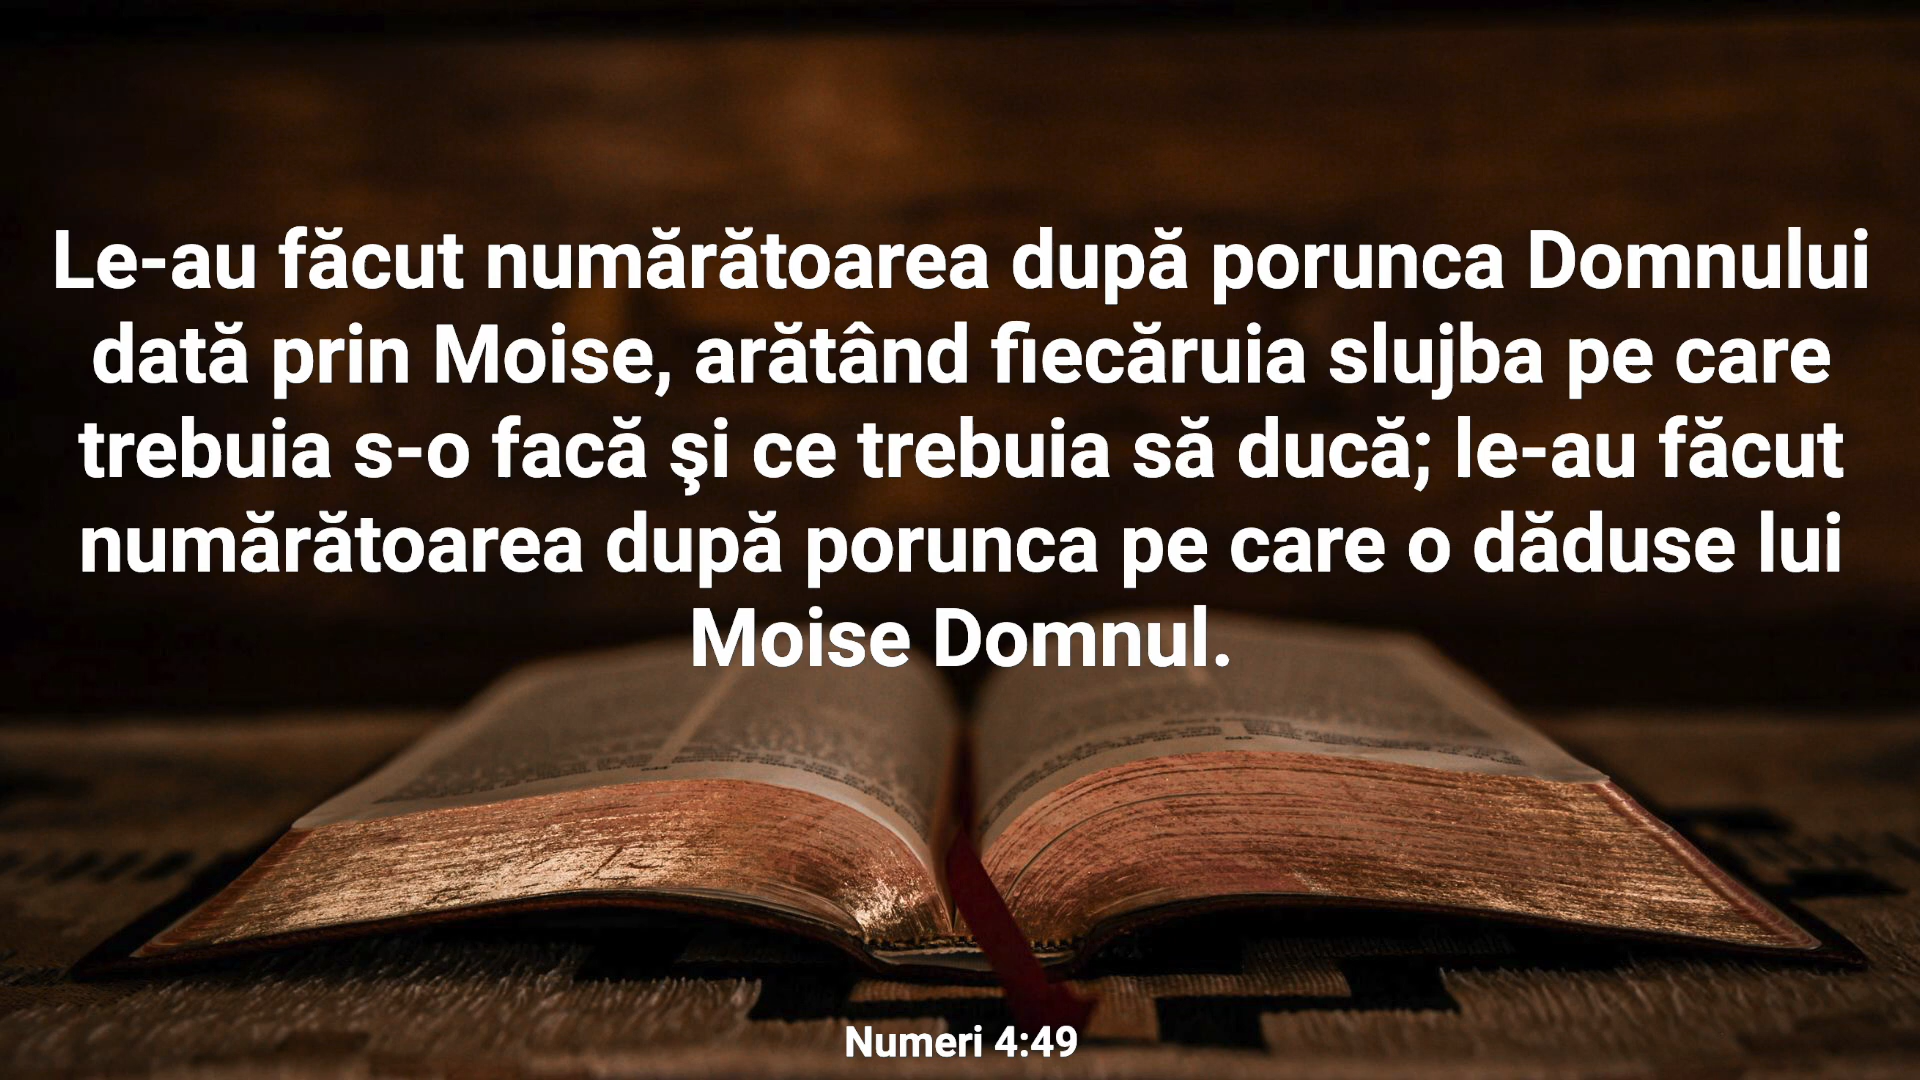 Le-au făcut numărătoarea după porunca Domnului
dată prin Moise, arătând fiecăruia slujba pe care
trebuia s-o facă şi ce trebuia să ducă; le-au făcut
numărătoarea după porunca pe care o dăduse lui
Moise Domnul.
Numeri 4:49